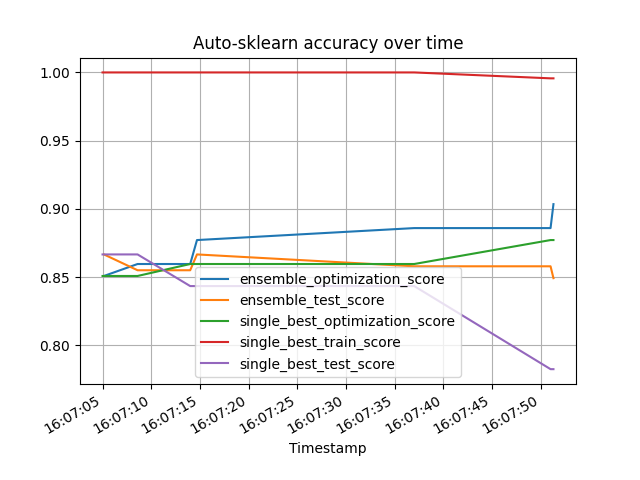 Auto-sklearn accuracy over time
1.00
0.95
0.90
0.85
0.80
ensemble_optimization_score
ensemble_test_score
single_best_optimization_score
single_best_train_score
single_best_test_score
16:07:05
16:07:10
16:07:15
16:07:20
16:07:25
16:07:30
16:07:35
16:07:40
16:07:45
16:07:50
Timestamp